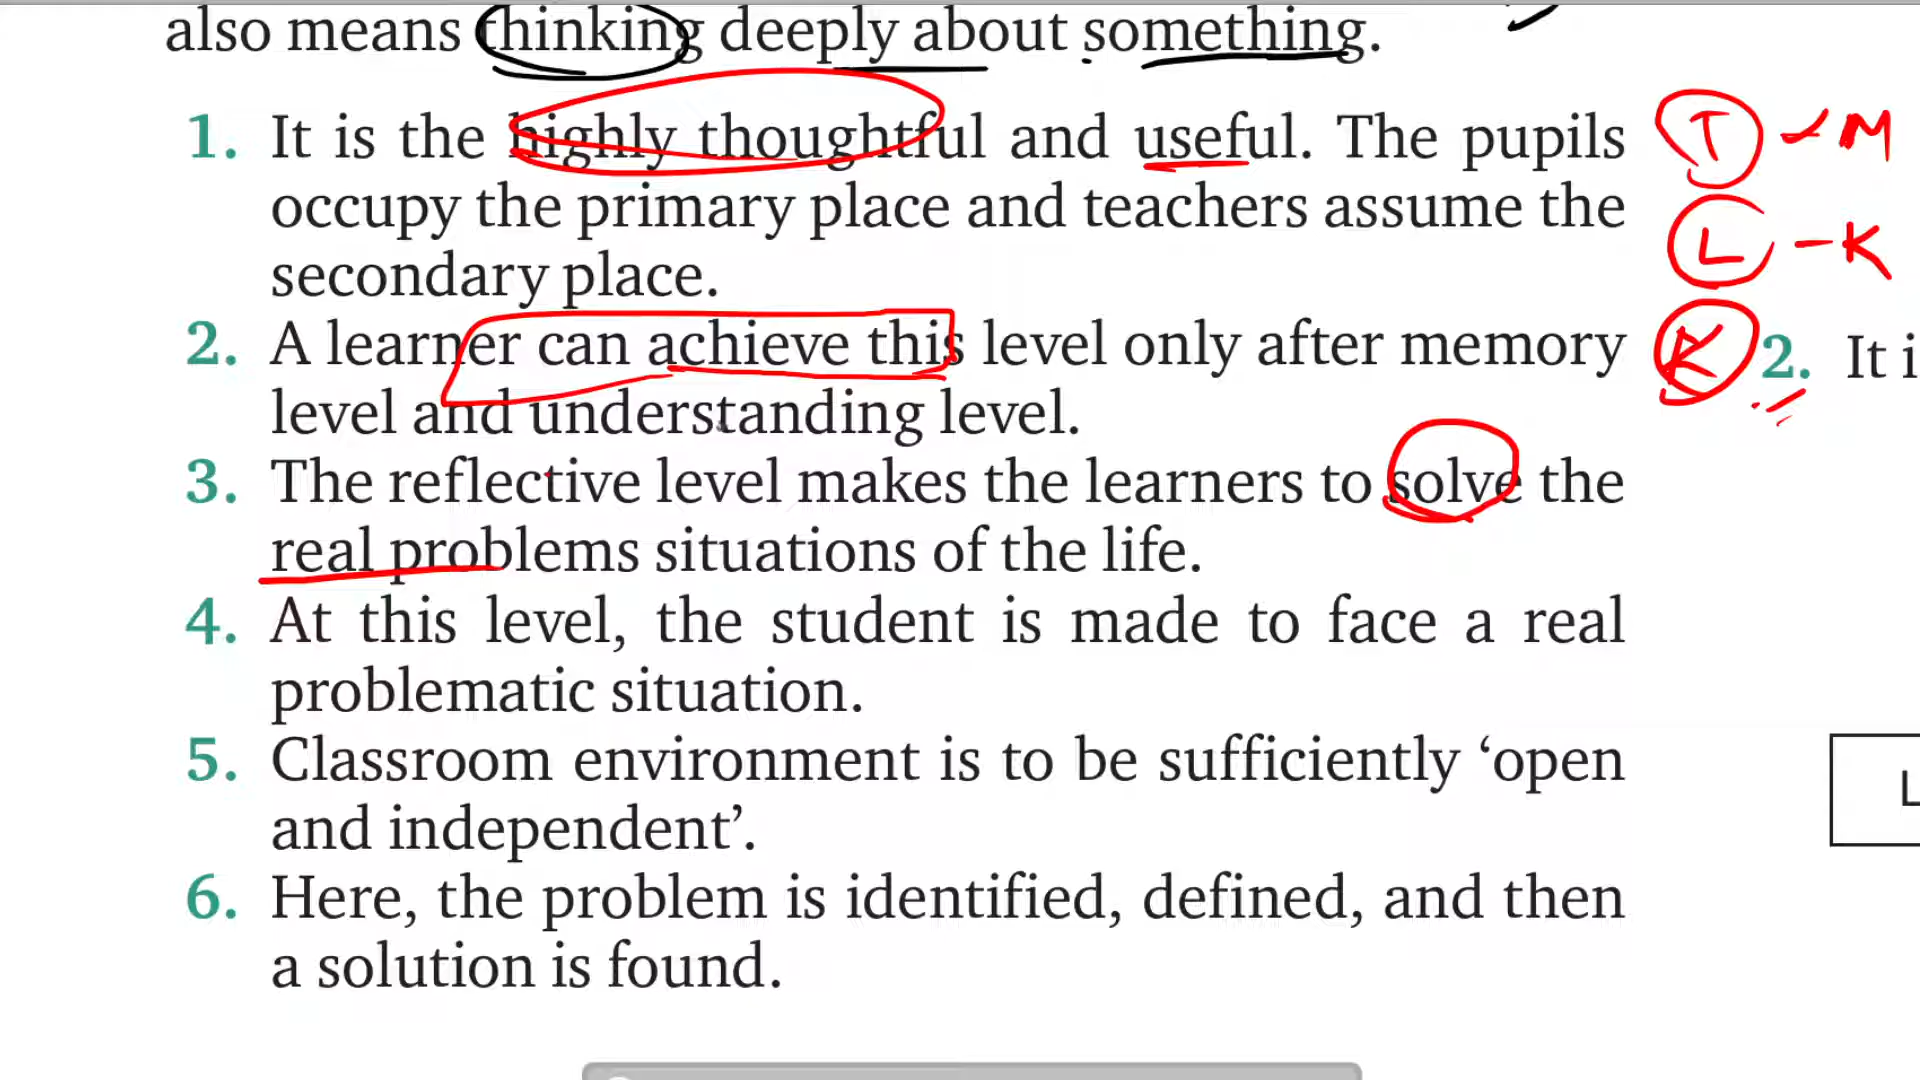 also means thinking deeply about something.
1. It is the highly thoughtful and useful. The pupils
occupy the primary place and teachers assume the
secondary place.
2. A learner can achieve this level only after memory
level and understanding level.
3. The reflective level makes the learners to solve the
real problems situations of the life.
4. At this level, the student is made to face a real
problematic situation.
5. Classroom environment is to be sufficiently ‘open
and independent’.
6. Here, the problem is identified, defined, and then
a solution is found.
T - M
L - K
R
2. It i
L